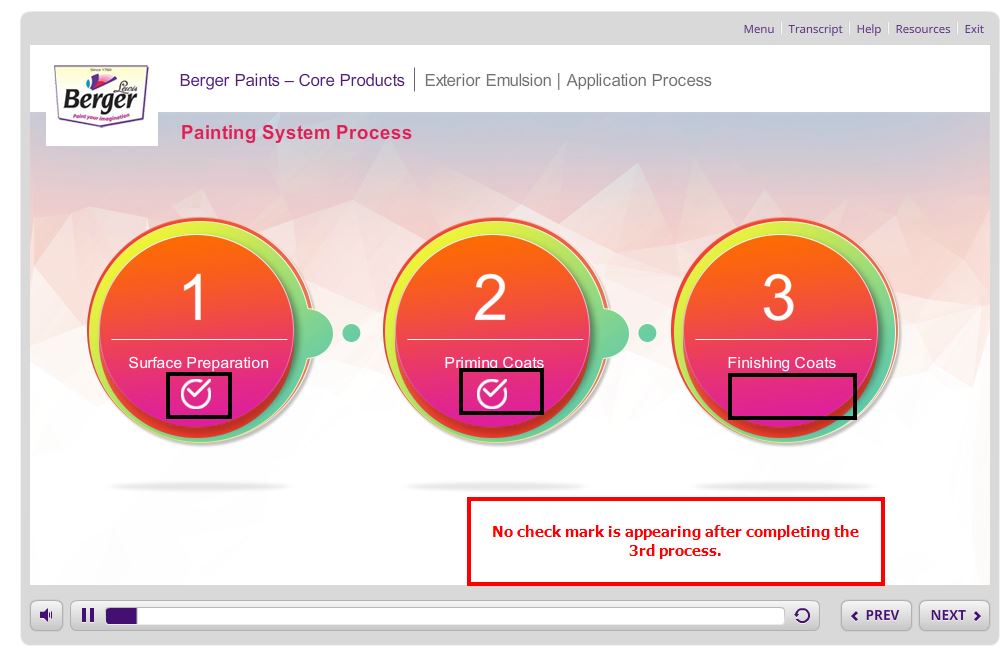 Menu Transcript Help Resources Exit
Since 1760
Lewis
Berger
Paint your imagination
Berger Paints – Core Products | Exterior Emulsion | Application Process
Painting System Process
1 2 3
Surface Preparation Priming Coats Finishing Coats
No check mark is appearing after completing the
3rd process.
PREV NEXT